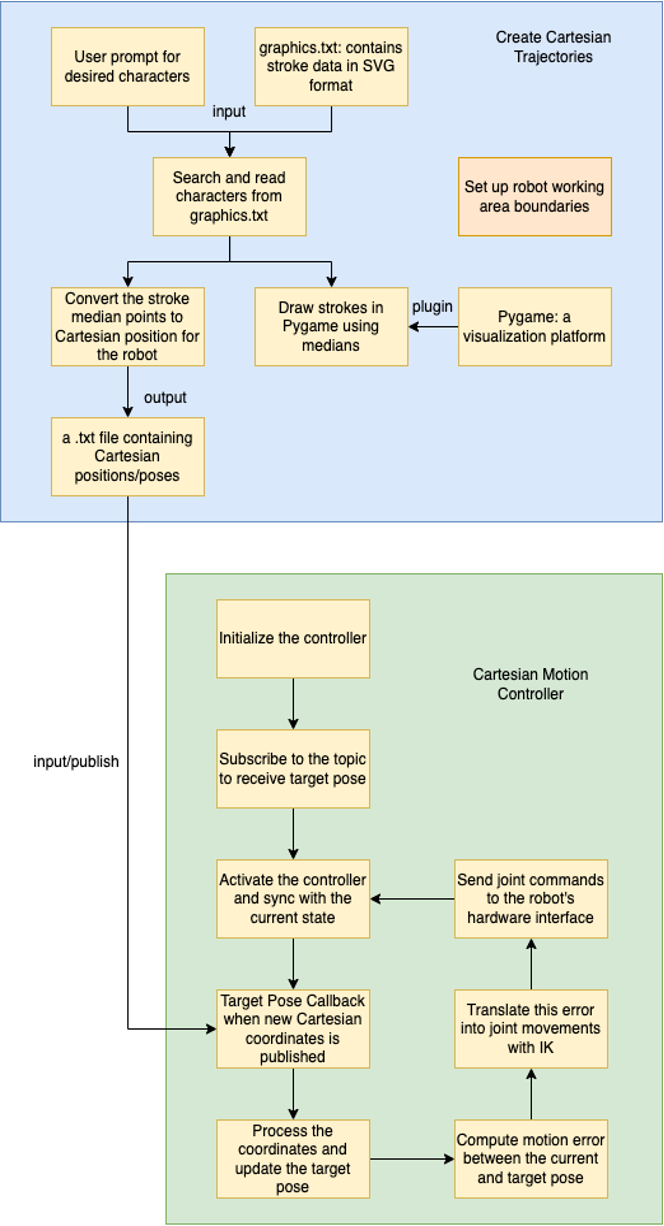 Create Cartesian
Trajectories
User prompt for
desired characters
graphics.txt: contains
stroke data in SVG
format
input
Search and read
characters from
graphics.txt
Set up robot working
area boundaries
Convert the stroke
median points to
Cartesian position for
the robot
Draw strokes in
Pygame using
medians
plugin
Pygame: a
visualization platform
output
a .txt file containing
Cartesian
positions/poses
input/publish
Cartesian Motion
Controller
Initialize the controller
Subscribe to the topic
to receive target pose
Activate the controller
and sync with the
current state
Send joint commands
to the robot's
hardware interface
Target Pose Callback
when new Cartesian
coordinates is
published
Translate this error
into joint movements
with IK
Process the
coordinates and
update the target
pose
Compute motion error
between the current
and target pose